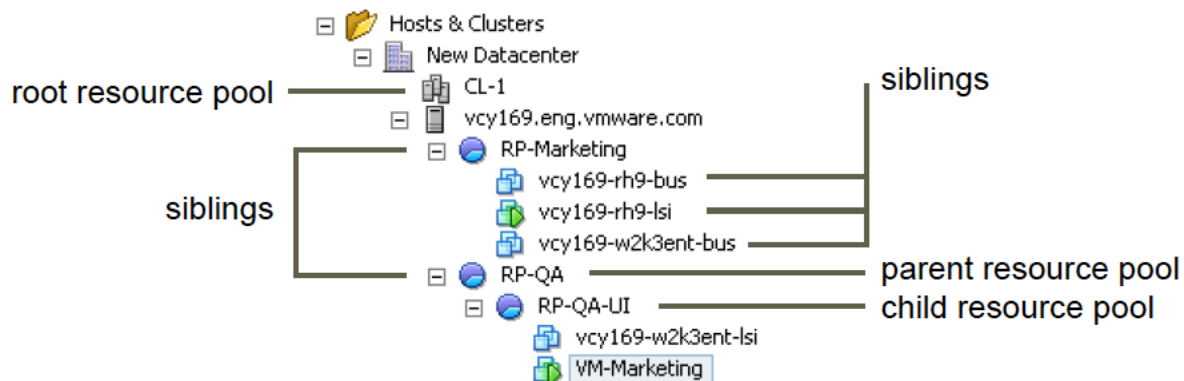 Hosts & Clusters
New Datacenter
root resource pool
CL-1
siblings
vcy169.eng.vmware.com
RP-Marketing
vcy169-rh9-bus
siblings
vcy169-rh9-lsi
vcy169-w2k3ent-bus
RP-QA
parent resource pool
RP-QA-UI
child resource pool
vcy169-w2k3ent-lsi
VM-Marketing